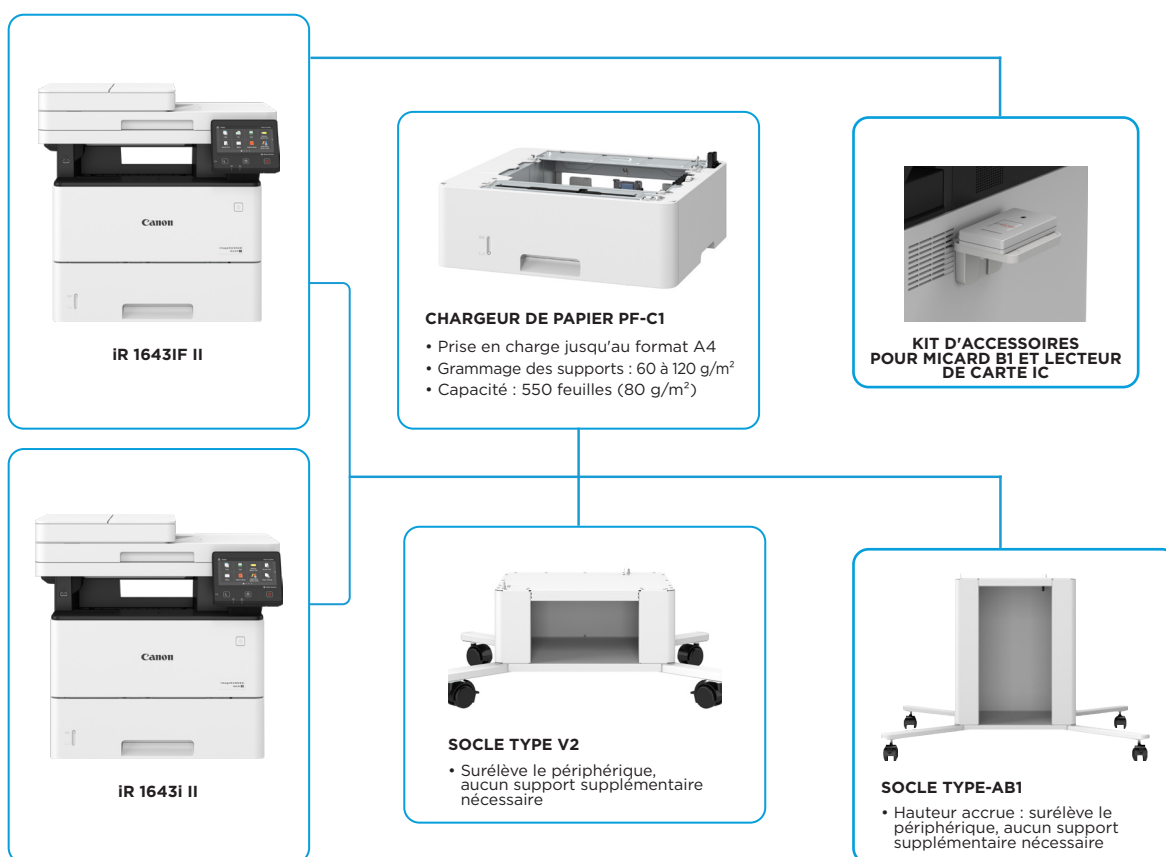 Canon
iR 1643IF II
CHARGEUR DE PAPIER PF-C1
• Prise en charge jusqu'au format A4
• Grammage des supports : 60 à 120 g/m²
• Capacité : 550 feuilles (80 g/m²)
KIT D'ACCESSOIRES
POUR MICARD B1 ET LECTEUR
DE CARTE IC
Canon
iR 1643i II
SOCLE TYPE V2
• Surélève le périphérique,
aucun support supplémentaire
nécessaire
SOCLE TYPE-AB1
• Hauteur accrue : surélève le
périphérique, aucun support
supplémentaire nécessaire